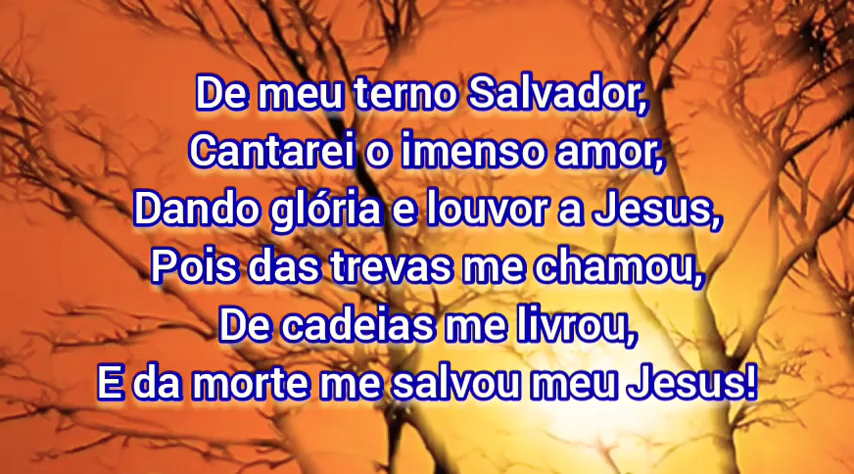 De meu terno Salvador,
Cantarei o imenso amor,
Dando glória e louvor a Jesus,
Pois das trevas me chamou,
De cadeias me livrou,
E da morte me salvou meu Jesus!